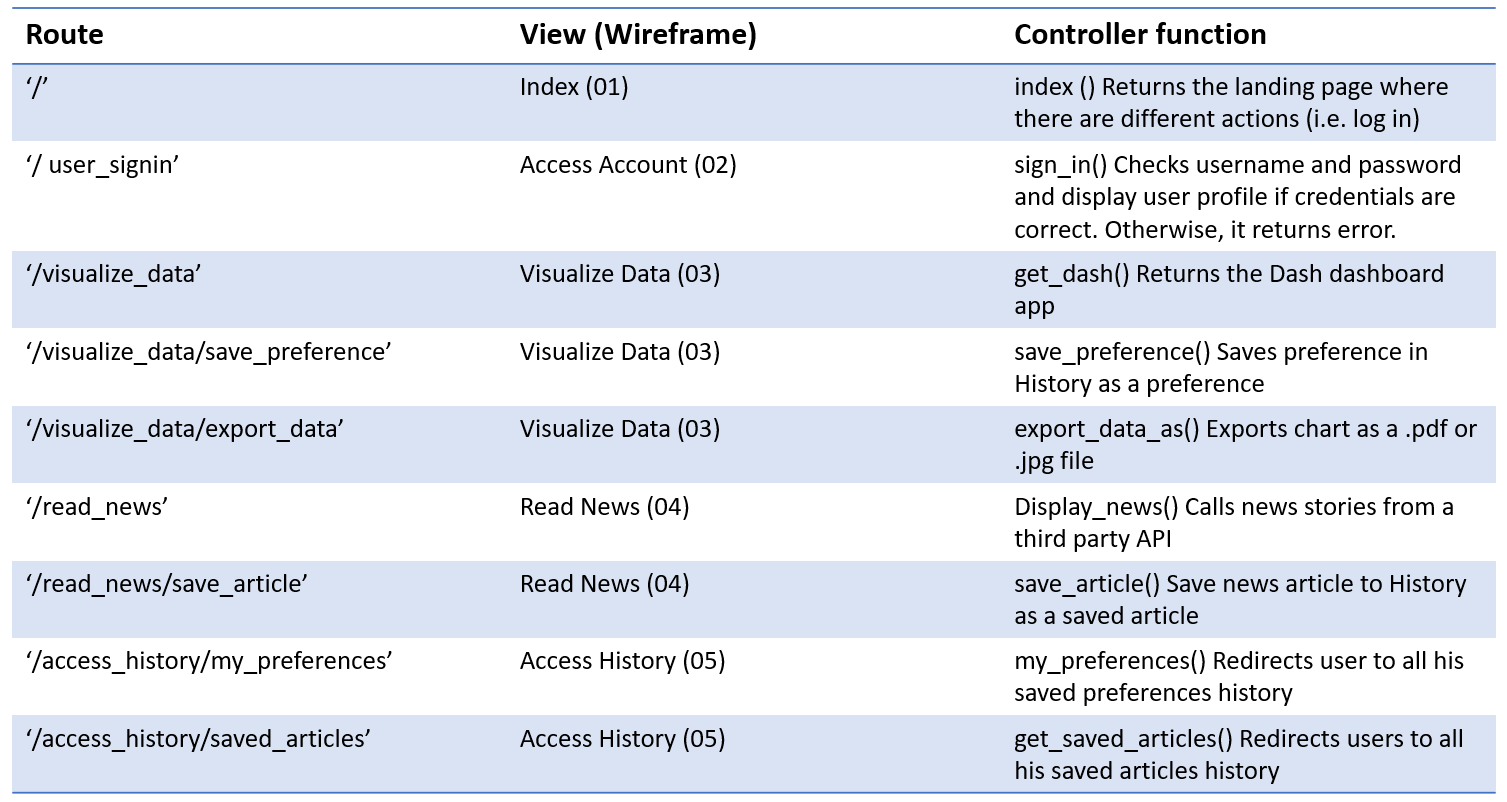 Route View (Wireframe) Controller function
‘/’ Index (01) index () Returns the landing page where
there are different actions (i.e. log in)
‘/ user_signin’ Access Account (02) sign_in() Checks username and password
and display user profile if credentials are
correct. Otherwise, it returns error.
‘/visualize_data’ Visualize Data (03) get_dash() Returns the Dash dashboard
app
‘/visualize_data/save_preference’ Visualize Data (03) save_preference() Saves preference in
History as a preference
‘/visualize_data/export_data’ Visualize Data (03) export_data_as() Exports chart as a .pdf or
.jpg file
‘/read_news’ Read News (04) Display_news() Calls news stories from a
third party API
‘/read_news/save_article’ Read News (04) save_article() Save news article to History
as a saved article
‘/access_history/my_preferences’ Access History (05) my_preferences() Redirects user to all his
saved preferences history
‘/access_history/saved_articles’ Access History (05) get_saved_articles() Redirects users to all
his saved articles history